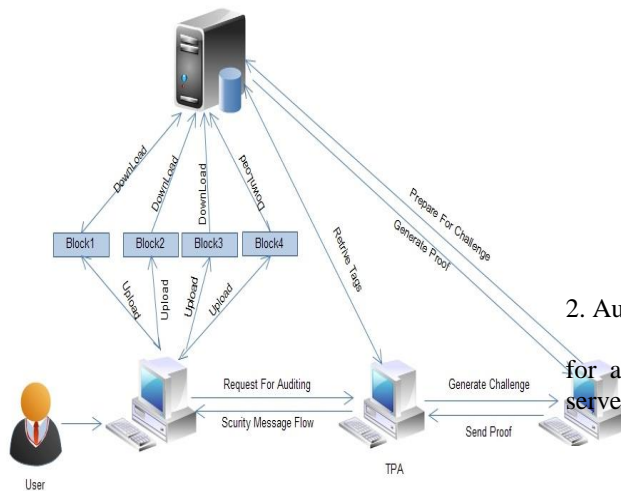 DownLoad
DownLoad
DownLoad
DownLoad
Prepare For Challenge
Generate Proof
Retrive Tags
Block1
Block2
Block3
Block4
Upload
Upload
Upload
Upload
2. Au
for a
serve
Request For Auditing
Generate Challenge
Scurity Message Flow
Send Proof
TPA
User